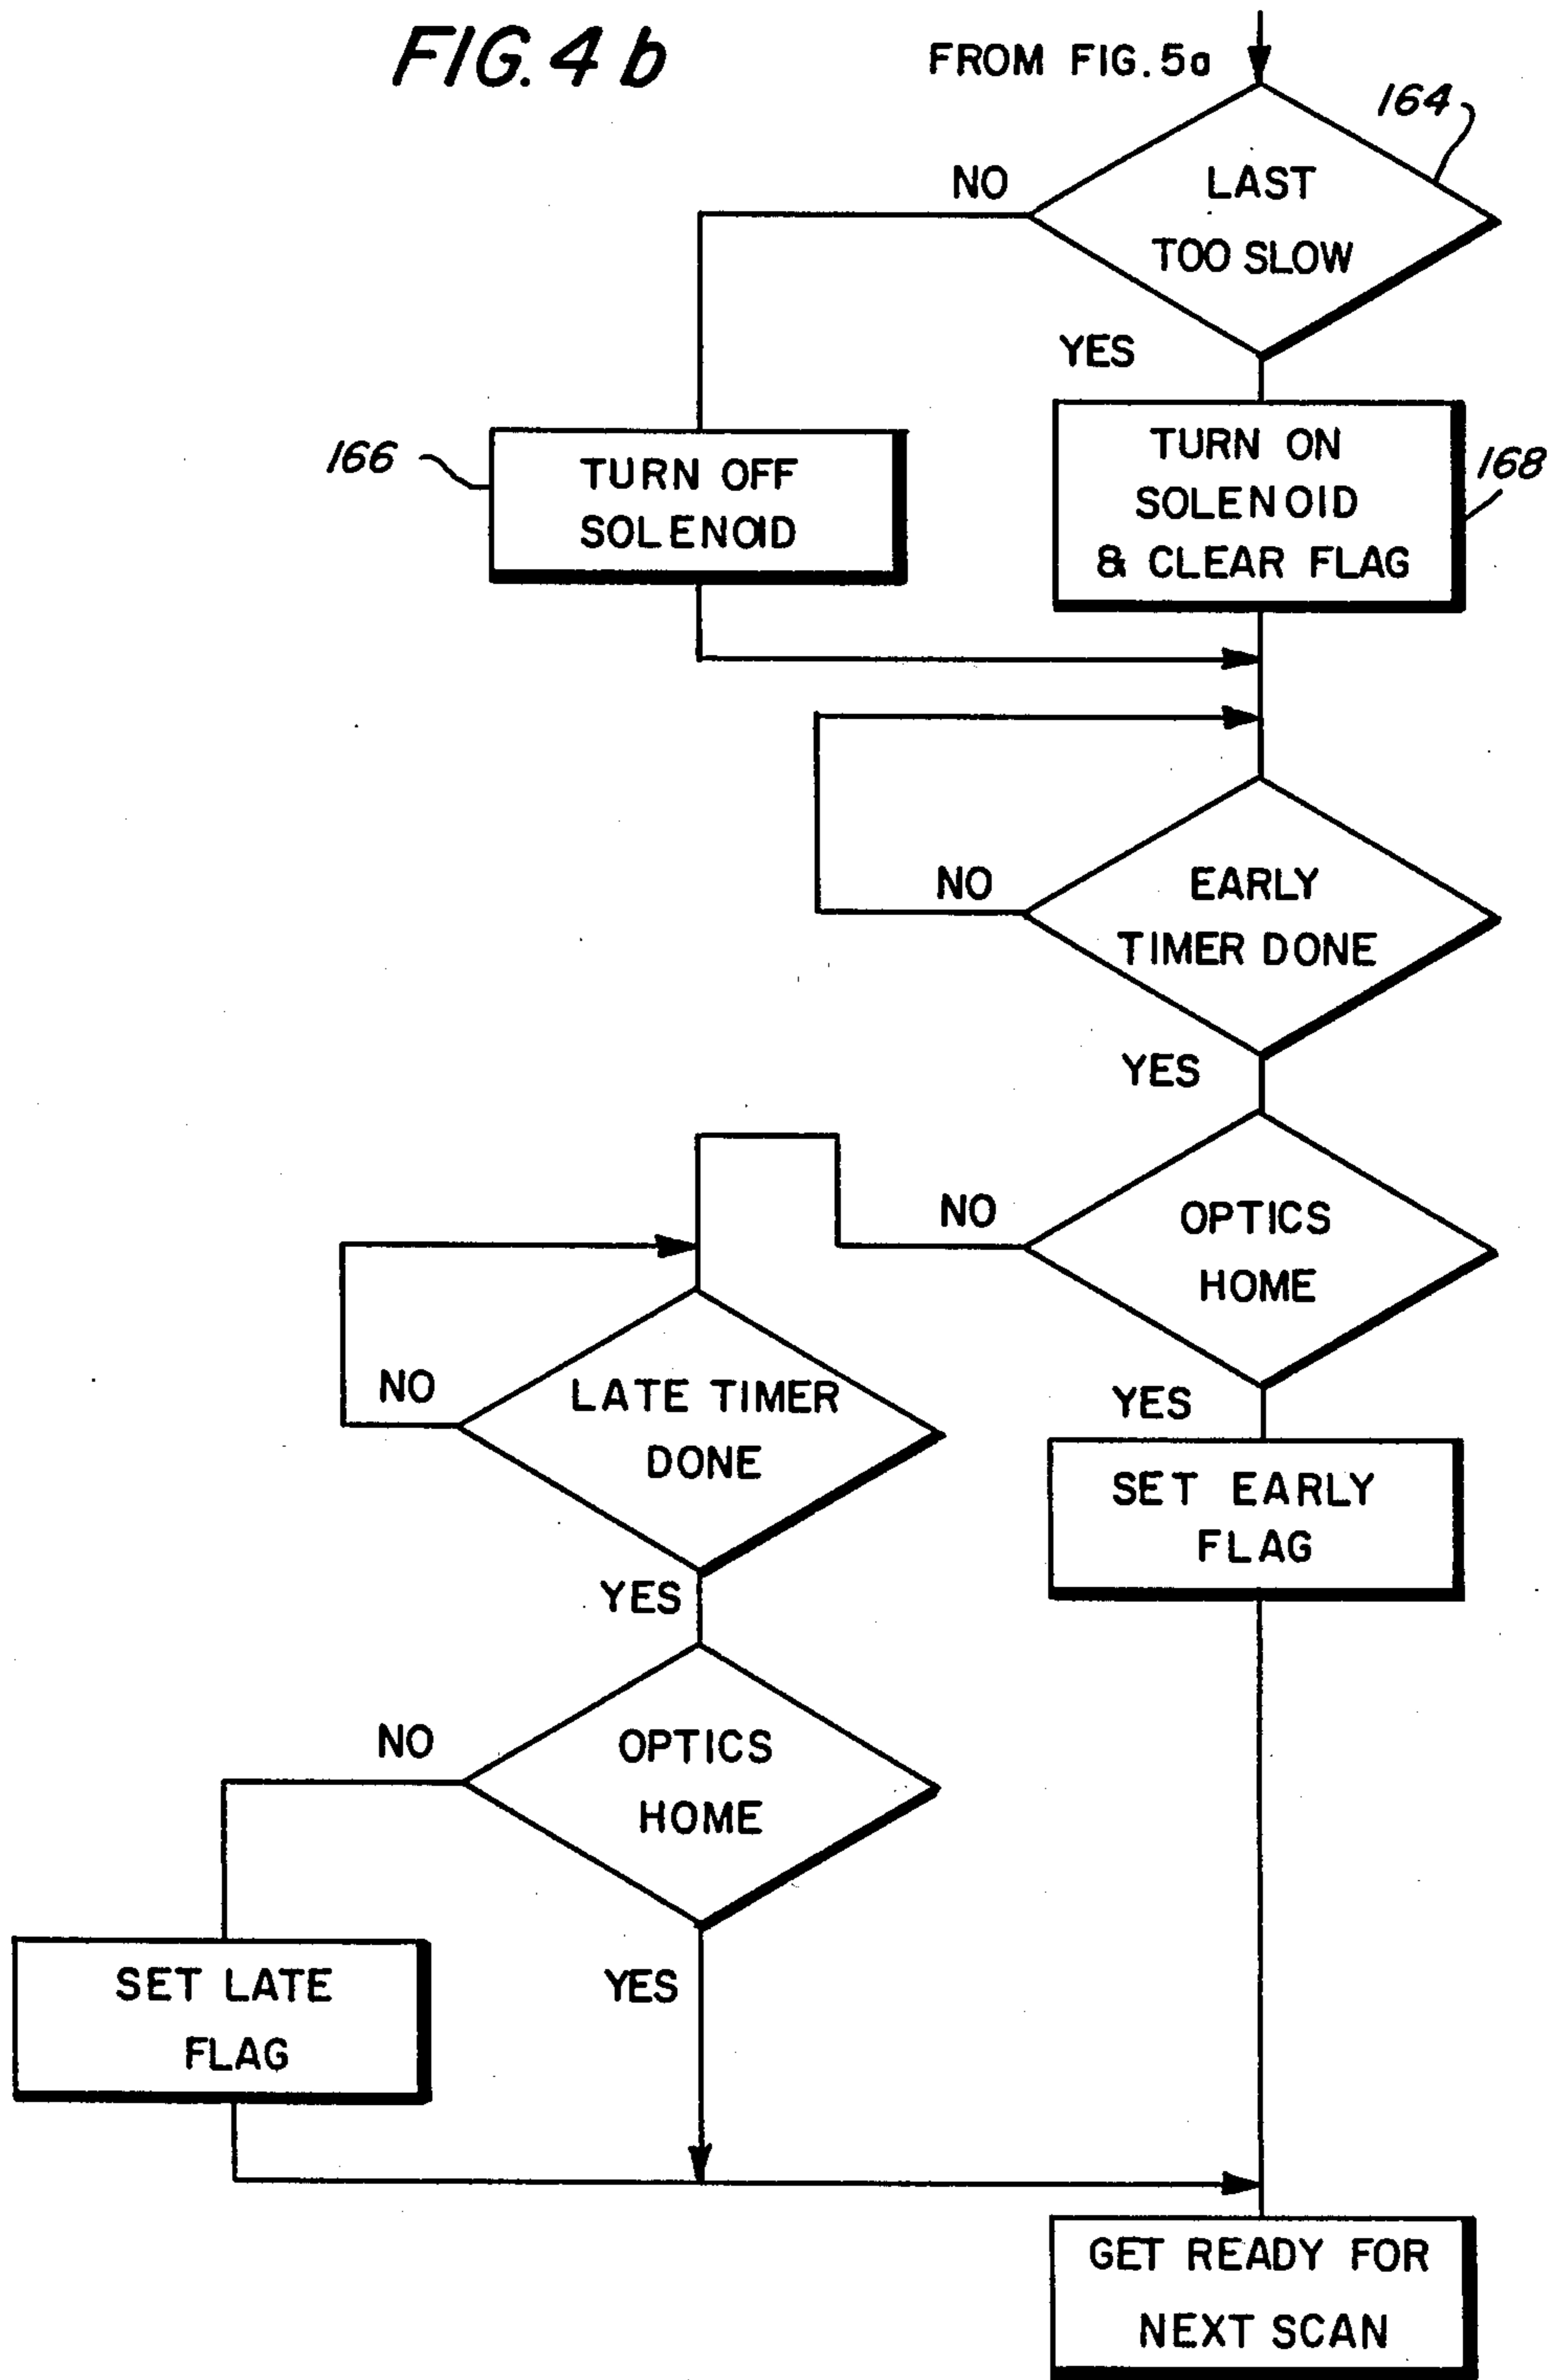 FIG. 4 b
FROM FIG. 5a
164
LAST
TOO SLOW
NO
YES
166
TURN OFF
SOLENOID
TURN ON
SOLENOID
& CLEAR FLAG
168
EARLY
TIMER DONE
NO
YES
OPTICS
HOME
NO
YES
LATE TIMER
DONE
NO
YES
SET EARLY
FLAG
OPTICS
HOME
NO
YES
SET LATE
FLAG
GET READY FOR
NEXT SCAN